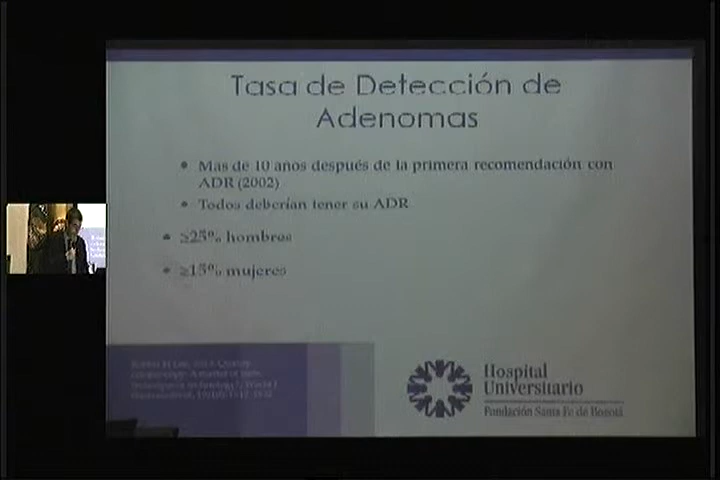 Tasa de Detección de
Adenomas
• Mas de 10 años después de la primera recomendación con
ADR (2002)
• Todos deberían tener su ADR
• ≥25% hombres
• ≥15% mujeres
Hospital
Universitario
Fundación Santa Fe de Bogotá